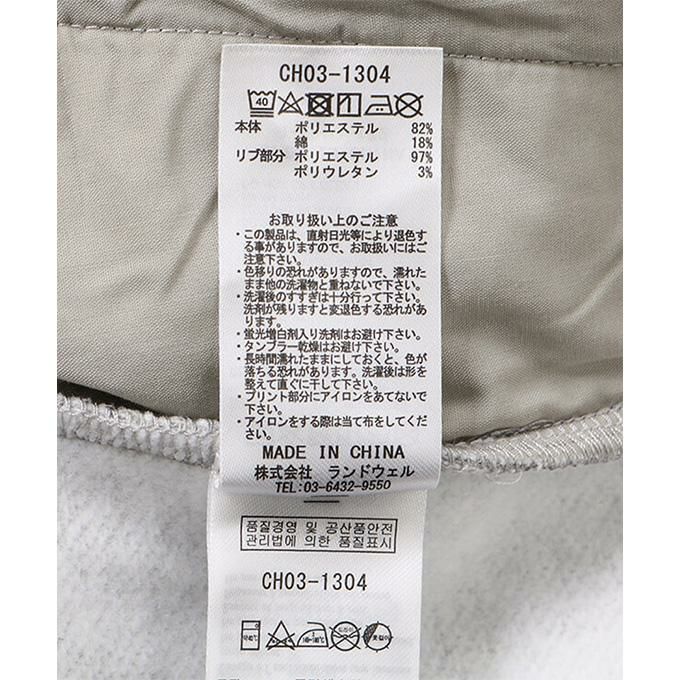 CH03-1304
40
本体 ポリエステル 82%
綿 18%
リブ部分 ポリエステル 97%
ポリウレタン 3%
お取り扱い上のご注意
・この製品は、直射日光等により退色す
る事がありますので、お取扱いにはご
注意下さい。
・色移りの恐れがありますので、濡れた
まま他の洗濯物と重ねないで下さい。
・洗濯後のすすぎは十分行って下さい。
洗剤が残りますと変退色する恐れがあ
ります。
・蛍光増白剤入り洗剤はお避け下さい。
・タンブラー乾燥はお避け下さい。
・長時間濡れたままにしておくと、色が
落ちる恐れがあります。洗濯後は形を
整えて直ぐに干して下さい。
・プリント部分にアイロンをあてないで
下さい。
・アイロンをする際は当て布をしてくだ
さい。
MADE IN CHINA
株式会社 ランドウェル
TEL:03-6432-9550
품질경영 및 공산품안전
관리법에 의한 품질표시
CH03-1304